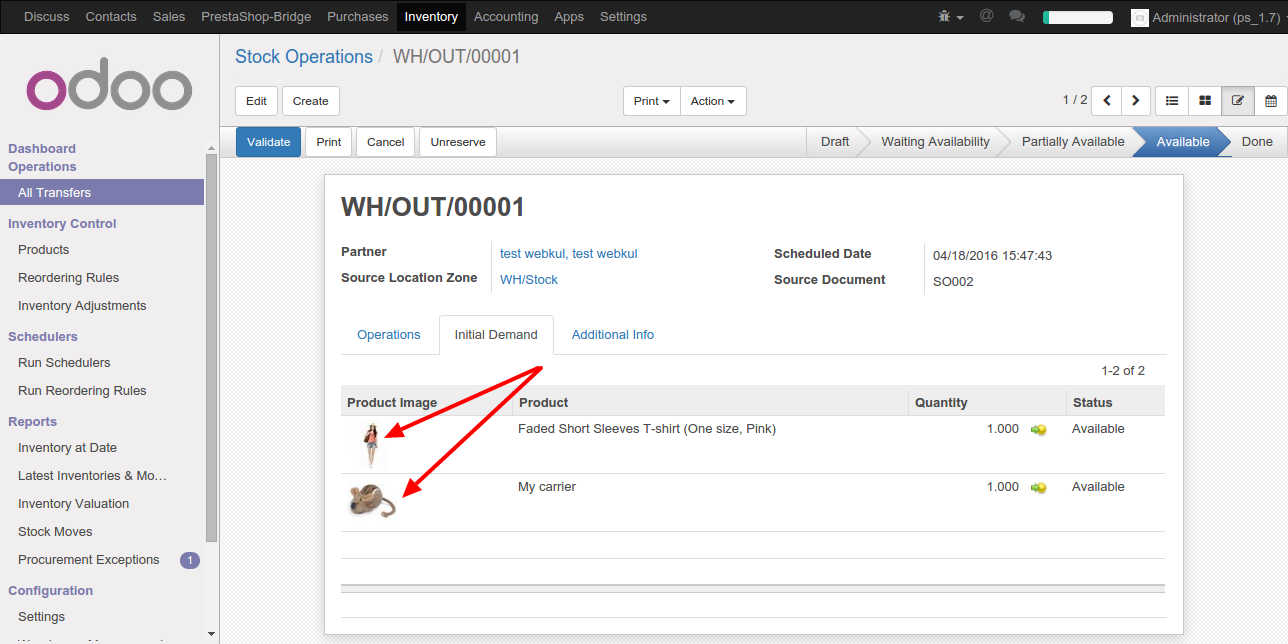 Discuss Contacts Sales PrestaShop-Bridge Purchases Inventory Accounting Apps Settings @ Administrator (ps_1.7)
odoo
Dashboard
Operations
All Transfers
Inventory Control
Products
Reordering Rules
Inventory Adjustments
Schedulers
Run Schedulers
Run Reordering Rules
Reports
Inventory at Date
Latest Inventories & Mo…
Inventory Valuation
Stock Moves
Procurement Exceptions 1
Configuration
Settings
Stock Operations / WH/OUT/00001
Edit Create Print Action 1 / 2
Validate Print Cancel Unreserve Draft Waiting Availability Partially Available Available Done
WH/OUT/00001
Partner test webkul, test webkul Scheduled Date 04/18/2016 15:47:43
Source Location Zone WH/Stock Source Document SO002
Operations Initial Demand Additional Info
1-2 of 2
Product Image Product Quantity Status
Faded Short Sleeves T-shirt (One size, Pink) 1.000 Available
My carrier 1.000 Available